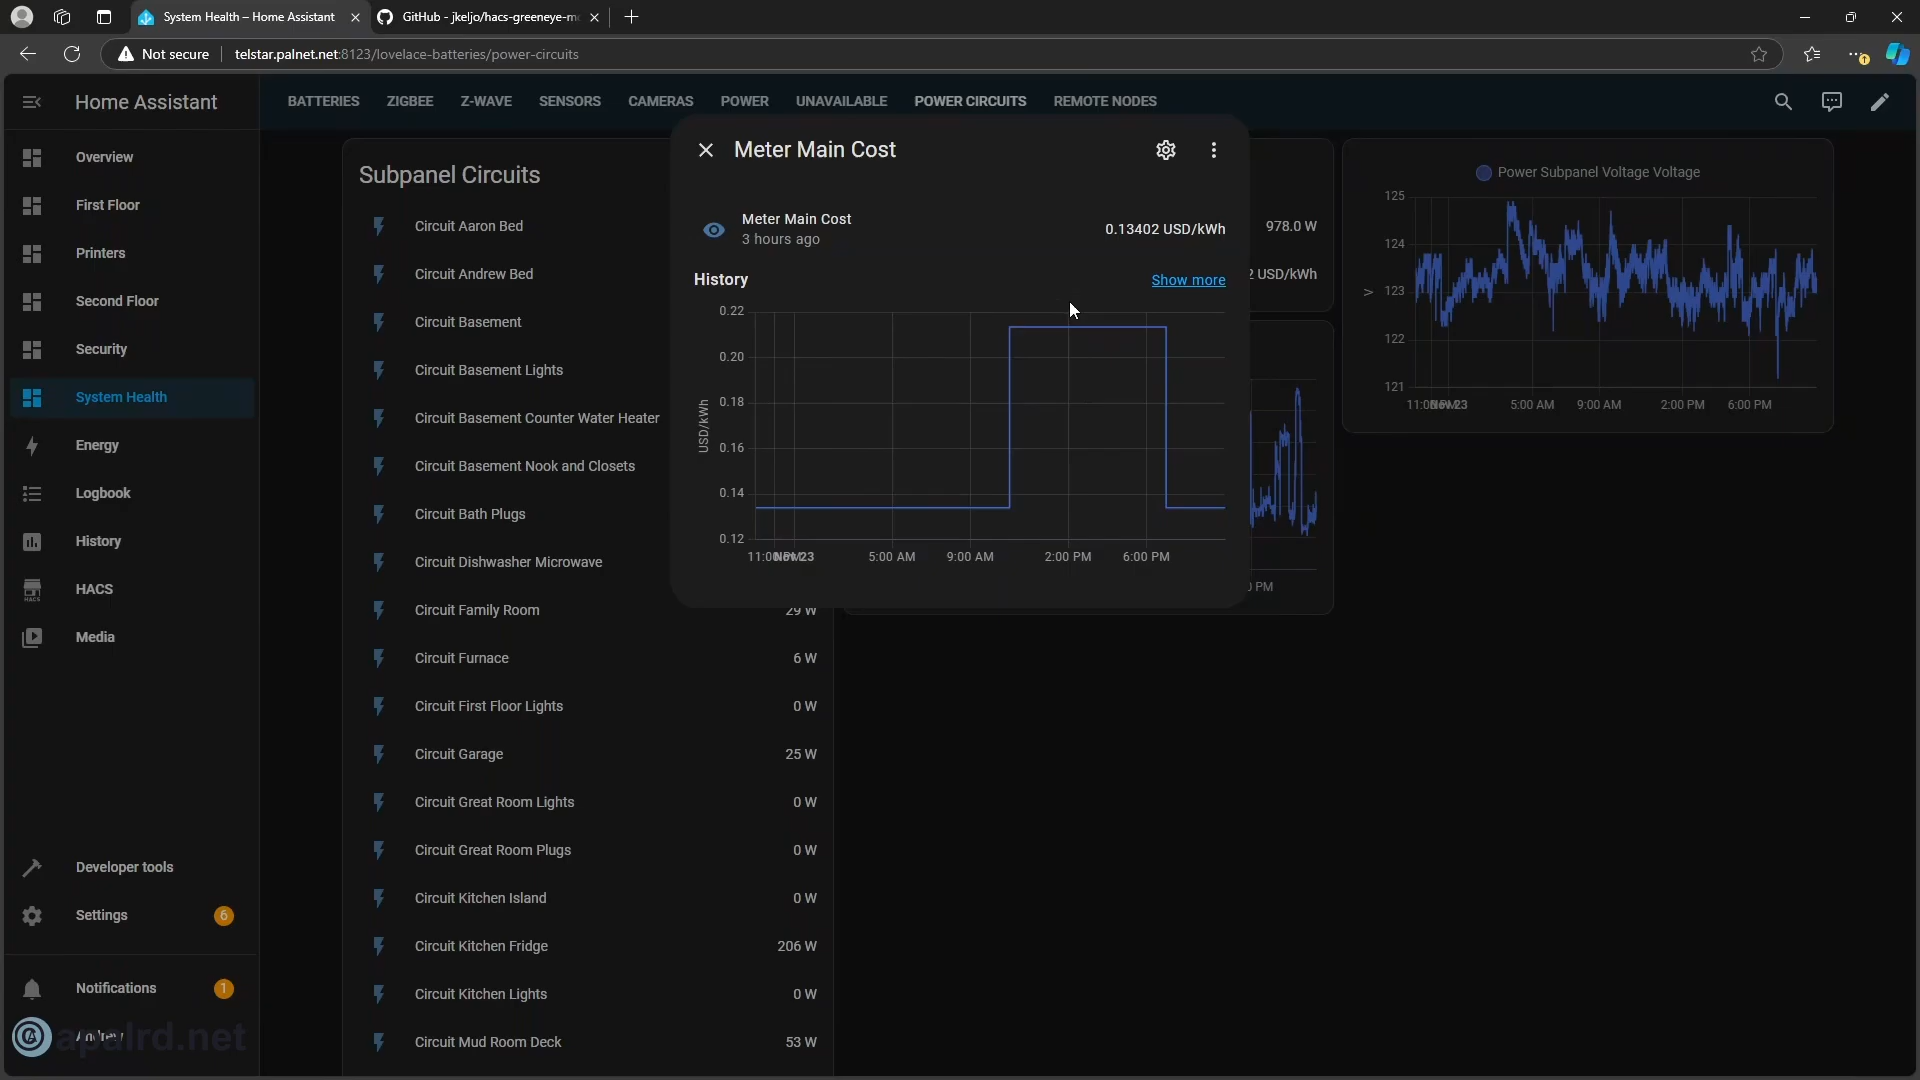 System Health – Home Assistant
GitHub - jkeljo/hacs-greeneye-m
Not secure
telstar.palnet.net:8123/lovelace-batteries/power-circuits
Home Assistant
BATTERIES
ZIGBEE
Z-WAVE
SENSORS
CAMERAS
POWER
UNAVAILABLE
POWER CIRCUITS
REMOTE NODES
Overview
First Floor
Printers
Second Floor
Security
System Health
Energy
Logbook
History
HACS
Media
Developer tools
Settings
6
Notifications
1
apalrd.net
Subpanel Circuits
Circuit Aaron Bed
Circuit Andrew Bed
Circuit Basement
Circuit Basement Lights
Circuit Basement Counter Water Heater
Circuit Basement Nook and Closets
Circuit Bath Plugs
Circuit Dishwasher Microwave
Circuit Family Room
29 W
Circuit Furnace
6 W
Circuit First Floor Lights
0 W
Circuit Garage
25 W
Circuit Great Room Lights
0 W
Circuit Great Room Plugs
0 W
Circuit Kitchen Island
0 W
Circuit Kitchen Fridge
206 W
Circuit Kitchen Lights
0 W
Circuit Mud Room Deck
53 W
Meter Main Cost
Meter Main Cost
3 hours ago
0.13402 USD/kWh
History
Show more
USD/kWh
0.22
0.20
0.18
0.16
0.14
0.12
Nov 23
5:00 AM
9:00 AM
2:00 PM
6:00 PM
978.0 W
2 USD/kWh
PM
Power Subpanel Voltage Voltage
V
125
124
123
122
121
Nov 23
5:00 AM
9:00 AM
2:00 PM
6:00 PM